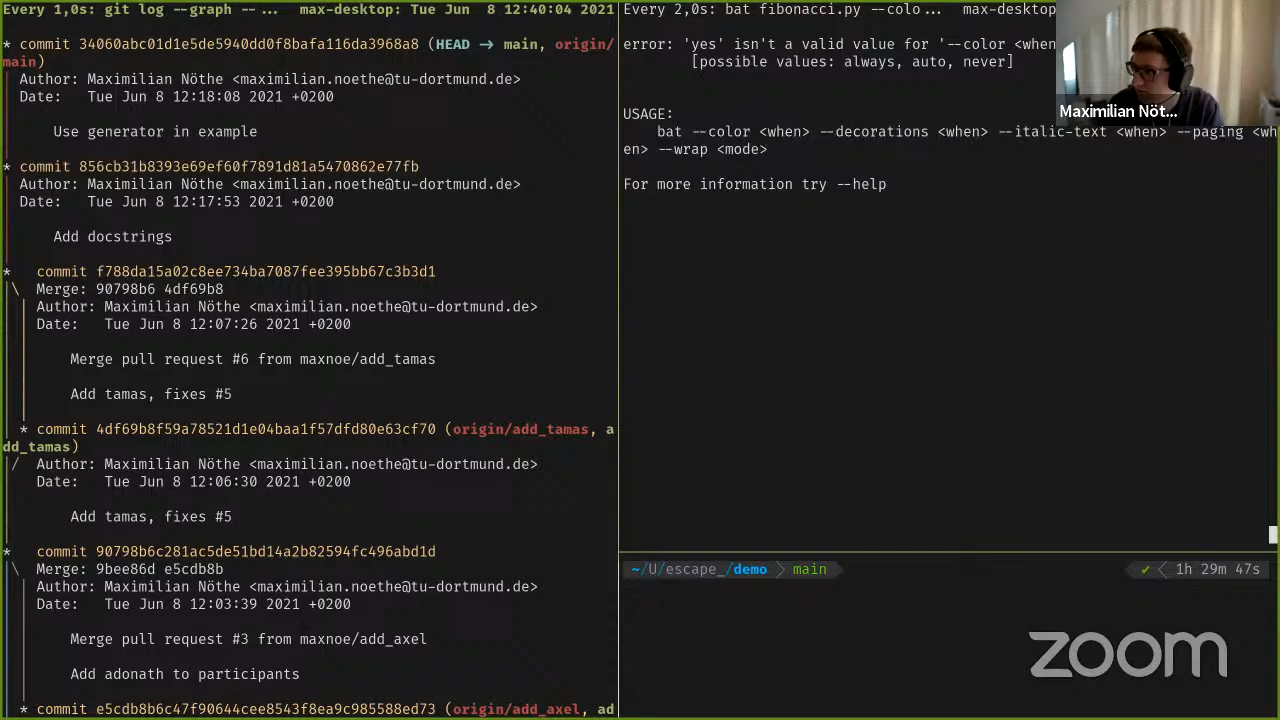 Every 1,0s: git log --graph --... max-desktop: Tue Jun 8 12:40:04 2021
* commit 34060abc01d1e5de5940dd0f8bafa116da3968a8 (HEAD → main, origin/
main)
Author: Maximilian Nöthe <maximilian.noethe@tu-dortmund.de>
Date: Tue Jun 8 12:18:08 2021 +0200
Use generator in example
* commit 856cb31b8393e69ef60f7891d81a5470862e77fb
Author: Maximilian Nöthe <maximilian.noethe@tu-dortmund.de>
Date: Tue Jun 8 12:17:53 2021 +0200
Add docstrings
* commit f788da15a02c8ee734ba7087fee395bb67c3b3d1
\ Merge: 90798b6 4df69b8
| Author: Maximilian Nöthe <maximilian.noethe@tu-dortmund.de>
| Date: Tue Jun 8 12:07:26 2021 +0200
| Merge pull request #6 from maxnoe/add_tamas
| Add tamas, fixes #5
| * commit 4df69b8f59a78521d1e04baa1f57dfd80e63cf70 (origin/add_tamas, a
dd_tamas)
|/ Author: Maximilian Nöthe <maximilian.noethe@tu-dortmund.de>
| Date: Tue Jun 8 12:06:30 2021 +0200
| Add tamas, fixes #5
* commit 90798b6c281ac5de51bd14a2b82594fc496abd1d
\ Merge: 9bee86d e5cdb8b
| Author: Maximilian Nöthe <maximilian.noethe@tu-dortmund.de>
| Date: Tue Jun 8 12:03:39 2021 +0200
| Merge pull request #3 from maxnoe/add_axel
| Add adonath to participants
| * commit e5cdb8b6c47f90644cee8543f8ea9c985588ed73 (origin/add_axel, ad
Every 2,0s: bat fibonacci.py --colo... max-desktop
error: 'yes' isn't a valid value for '--color <when
[possible values: always, auto, never]
USAGE:
bat --color <when> --decorations <when> --italic-text <when> --paging <wh
en> --wrap <mode>
For more information try --help
~/U/escape_/demo main ✔ 1h 29m 47s
Maximilian Nöt...
zoom